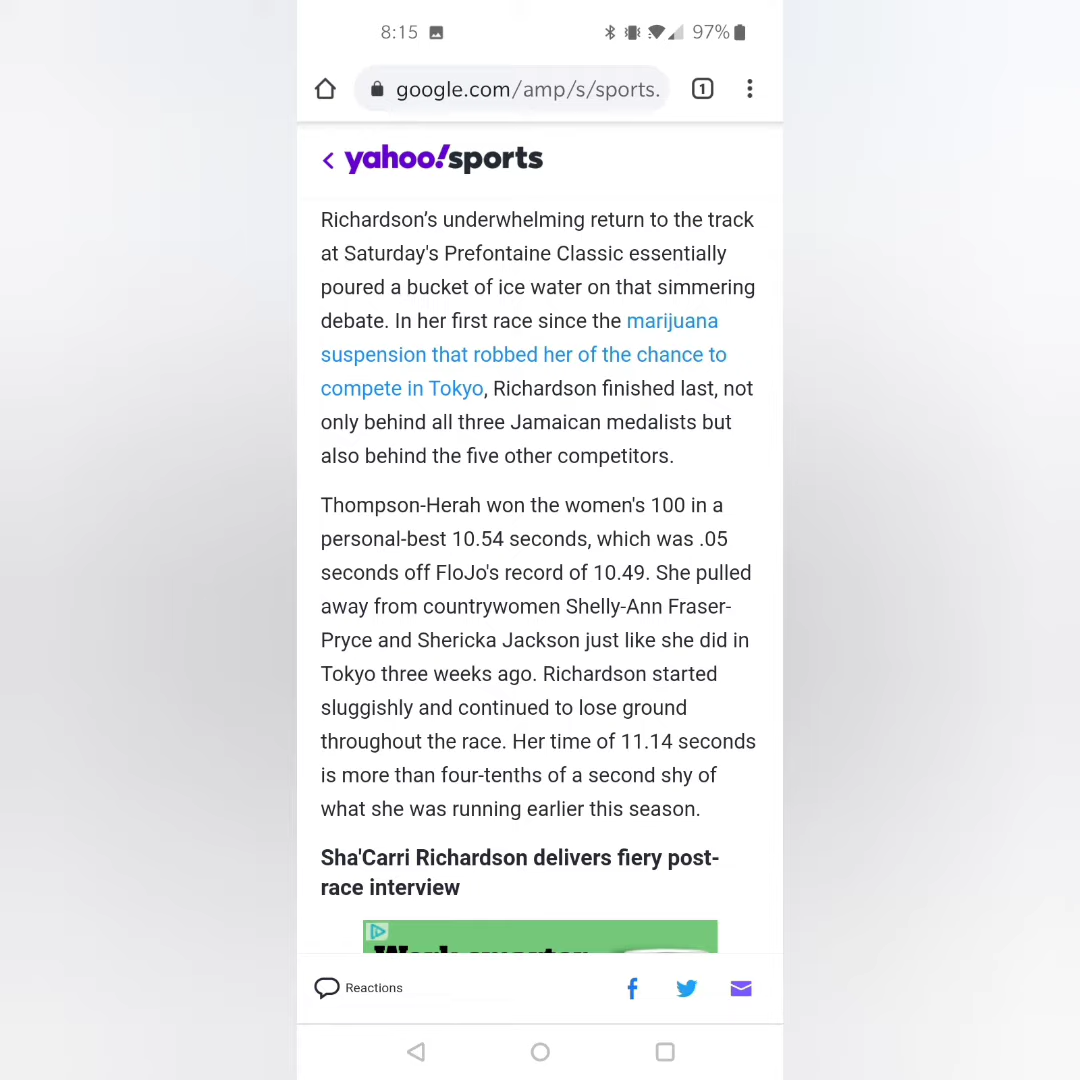 8:15 97%
google.com/amp/s/sports. 1
yahoo!sports
Richardson’s underwhelming return to the track
at Saturday's Prefontaine Classic essentially
poured a bucket of ice water on that simmering
debate. In her first race since the marijuana
suspension that robbed her of the chance to
compete in Tokyo, Richardson finished last, not
only behind all three Jamaican medalists but
also behind the five other competitors.
Thompson-Herah won the women's 100 in a
personal-best 10.54 seconds, which was .05
seconds off FloJo's record of 10.49. She pulled
away from countrywomen Shelly-Ann Fraser-
Pryce and Shericka Jackson just like she did in
Tokyo three weeks ago. Richardson started
sluggishly and continued to lose ground
throughout the race. Her time of 11.14 seconds
is more than four-tenths of a second shy of
what she was running earlier this season.
Sha'Carri Richardson delivers fiery post-
race interview
Work smarter
Reactions